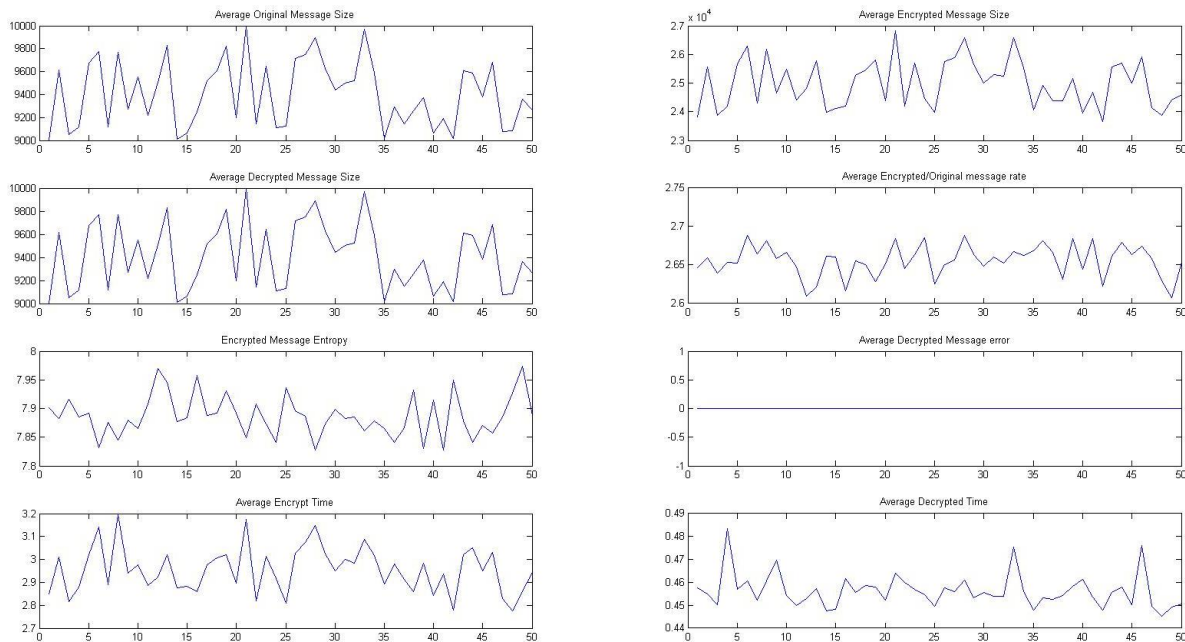 Average Original Message Size
10000
9800
9600
9400
9200
9000
0 5 10 15 20 25 30 35 40 45 50
Average Encrypted Message Size
x 10^4
2.7
2.6
2.5
2.4
2.3
0 5 10 15 20 25 30 35 40 45 50
Average Decrypted Message Size
10000
9800
9600
9400
9200
9000
0 5 10 15 20 25 30 35 40 45 50
Average Encrypted/Original message rate
2.75
2.7
2.65
2.6
0 5 10 15 20 25 30 35 40 45 50
Encrypted Message Entropy
8
7.95
7.9
7.85
7.8
0 5 10 15 20 25 30 35 40 45 50
Average Decrypted Message error
1
0.5
0
-0.5
-1
0 5 10 15 20 25 30 35 40 45 50
Average Encrypt Time
3.2
3.1
3
2.9
2.8
2.7
0 5 10 15 20 25 30 35 40 45 50
Average Decrypted Time
0.49
0.48
0.47
0.46
0.45
0.44
0 5 10 15 20 25 30 35 40 45 50